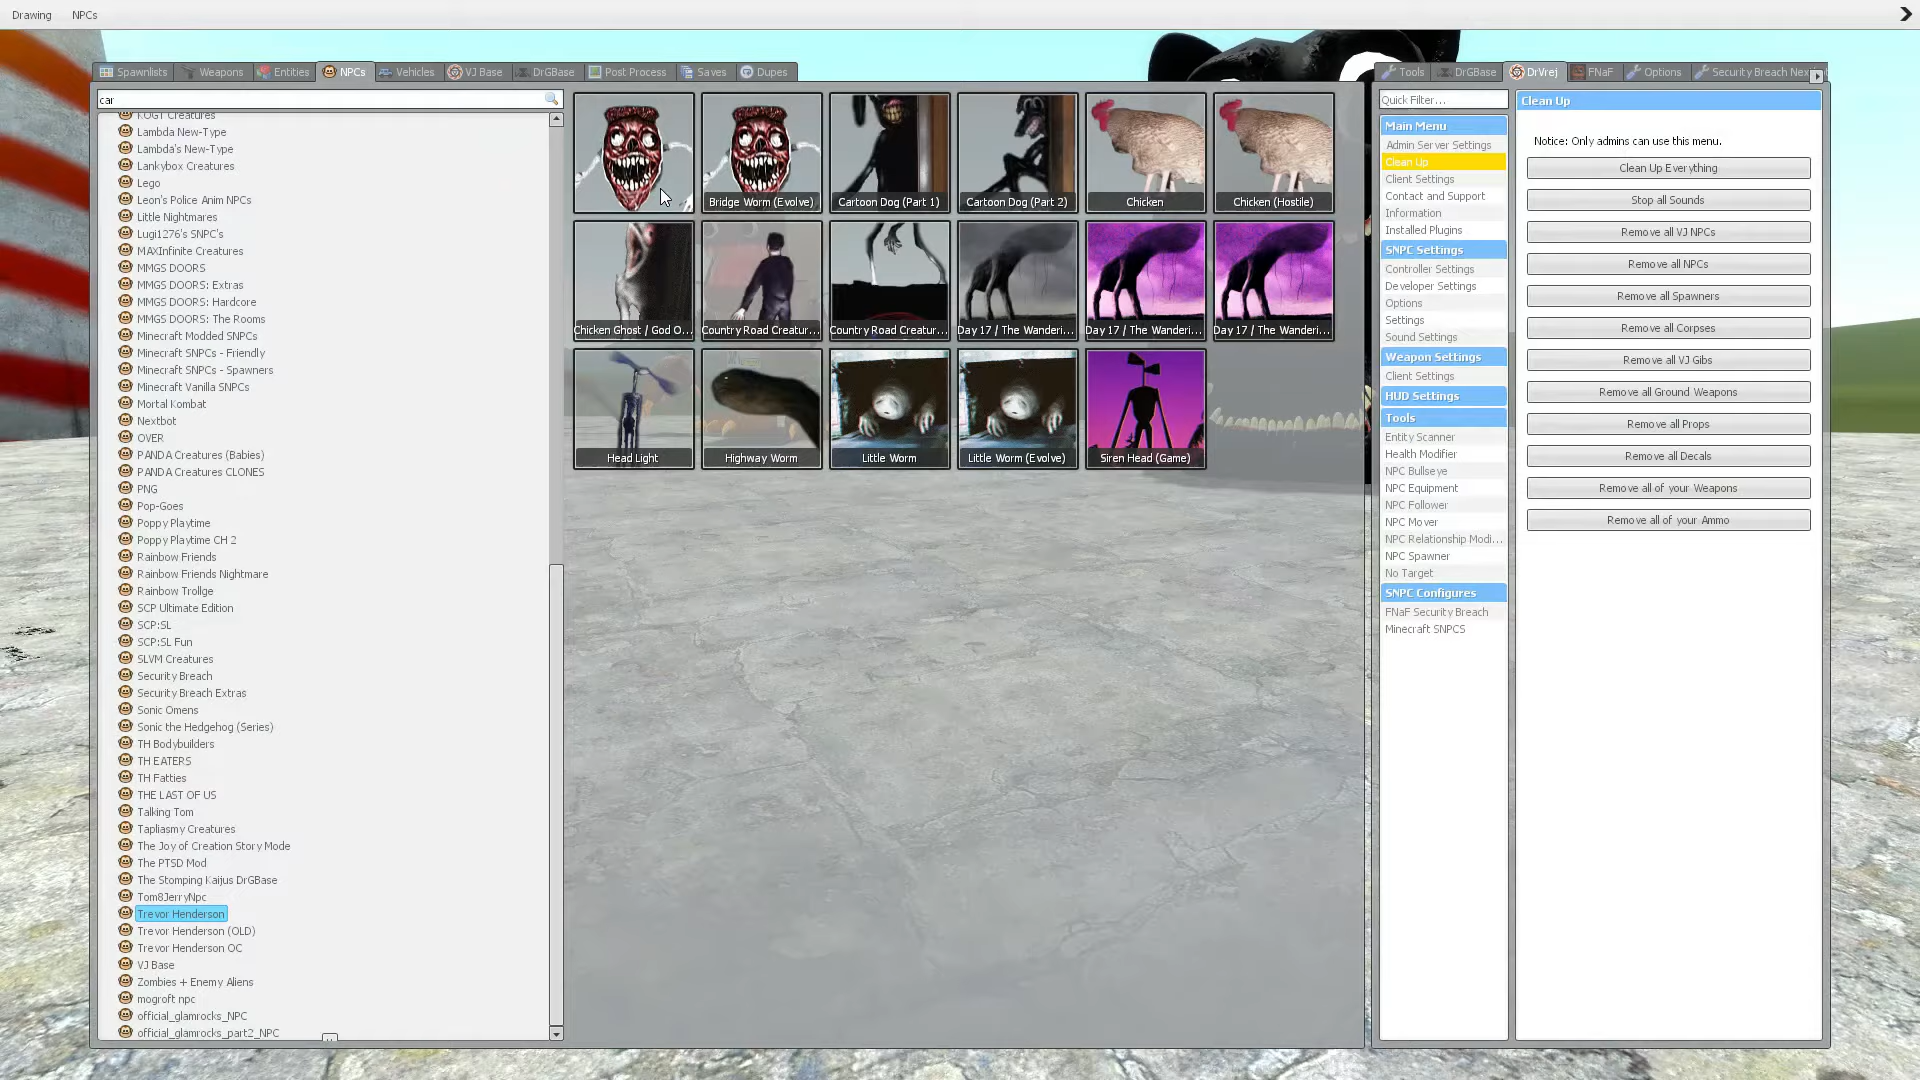 Drawing NPCs
Spawnlists Weapons Entities NPCs Vehicles VJ Base DrGBase Post Process Saves Dupes
car
KOGT Creatures
Lambda New-Type
Lambda's New-Type
Lankybox Creatures
Lego
Leon's Police Anim NPCs
Little Nightmares
Lugi1276's SNPC's
MAXInfinite Creatures
MMGS DOORS
MMGS DOORS: Extras
MMGS DOORS: Hardcore
MMGS DOORS: The Rooms
Minecraft Modded SNPCs
Minecraft SNPCs - Friendly
Minecraft SNPCs - Spawners
Minecraft Vanilla SNPCs
Mortal Kombat
Nextbot
OVER
PANDA Creatures (Babies)
PANDA Creatures CLONES
PNG
Pop-Goes
Poppy Playtime
Poppy Playtime CH 2
Rainbow Friends
Rainbow Friends Nightmare
Rainbow Trollge
SCP Ultimate Edition
SCP:SL
SCP:SL Fun
SLVM Creatures
Security Breach
Security Breach Extras
Sonic Omens
Sonic the Hedgehog (Series)
TH Bodybuilders
TH EATERS
TH Fatties
THE LAST OF US
Talking Tom
Tapliasmy Creatures
The Joy of Creation Story Mode
The PTSD Mod
The Stomping Kaijus DrGBase
Tom8JerryNpc
Trevor Henderson
Trevor Henderson (OLD)
Trevor Henderson OC
VJ Base
Zombies + Enemy Aliens
mogroft npc
official_glamrocks_NPC
official_glamrocks_part2_NPC
Bridge Worm (Evolve) Cartoon Dog (Part 1) Cartoon Dog (Part 2) Chicken Chicken (Hostile)
Chicken Ghost / God O... Country Road Creatur... Country Road Creatur... Day 17 / The Wanderi... Day 17 / The Wanderi... Day 17 / The Wanderi...
Head Light Highway Worm Little Worm Little Worm (Evolve) Siren Head (Game)
Tools DrGBase DrVrej FNaF Options Security Breach
Quick Filter...
Main Menu
Admin Server Settings
Clean Up
Client Settings
Contact and Support
Information
Installed Plugins
SNPC Settings
Controller Settings
Developer Settings
Options
Settings
Sound Settings
Weapon Settings
Client Settings
HUD Settings
Tools
Entity Scanner
Health Modifier
NPC Bullseye
NPC Equipment
NPC Follower
NPC Mover
NPC Relationship Modi...
NPC Spawner
No Target
SNPC Configures
FNaF Security Breach
Minecraft SNPCS
Clean Up
Notice: Only admins can use this menu.
Clean Up Everything
Stop all Sounds
Remove all VJ NPCs
Remove all NPCs
Remove all Spawners
Remove all Corpses
Remove all VJ Gibs
Remove all Ground Weapons
Remove all Props
Remove all Decals
Remove all of your Weapons
Remove all of your Ammo